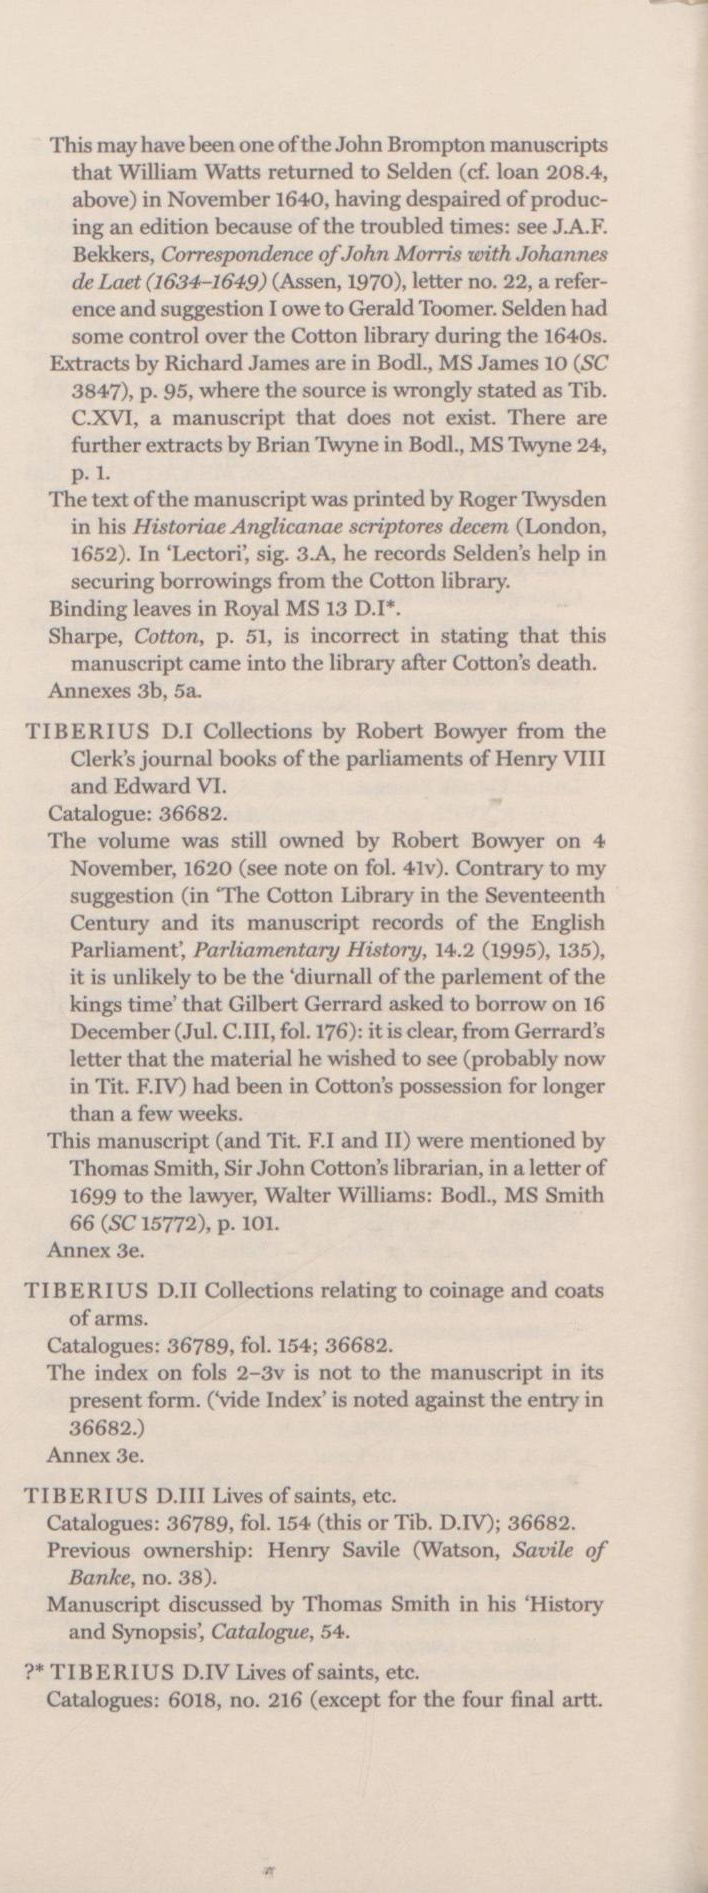 This may have been one of the John Brompton manuscripts
that William Watts returned to Selden (cf. loan 208.4,
above) in November 1640, having despaired of produc-
ing an edition because of the troubled times: see J.A.F.
Bekkers, Correspondence of John Morris with Johannes
de Laet (1634–1649) (Assen, 1970), letter no. 22, a refer-
ence and suggestion I owe to Gerald Toomer. Selden had
some control over the Cotton library during the 1640s.
Extracts by Richard James are in Bodl., MS James 10 (SC
3847), p. 95, where the source is wrongly stated as Tib.
C.XVI, a manuscript that does not exist. There are
further extracts by Brian Twyne in Bodl., MS Twyne 24,
p. 1.
The text of the manuscript was printed by Roger Twysden
in his Historiae Anglicanae scriptores decem (London,
1652). In ‘Lectori’, sig. 3.A, he records Selden’s help in
securing borrowings from the Cotton library.
Binding leaves in Royal MS 13 D.I*.
Sharpe, Cotton, p. 51, is incorrect in stating that this
manuscript came into the library after Cotton’s death.
Annexes 3b, 5a.
TIBERIUS D.I Collections by Robert Bowyer from the
Clerk’s journal books of the parliaments of Henry VIII
and Edward VI.
Catalogue: 36682.
The volume was still owned by Robert Bowyer on 4
November, 1620 (see note on fol. 41v). Contrary to my
suggestion (in ‘The Cotton Library in the Seventeenth
Century and its manuscript records of the English
Parliament’, Parliamentary History, 14.2 (1995), 135),
it is unlikely to be the ‘diurnall of the parlement of the
kings time’ that Gilbert Gerrard asked to borrow on 16
December (Jul. C.III, fol. 176): it is clear, from Gerrard’s
letter that the material he wished to see (probably now
in Tit. F.IV) had been in Cotton’s possession for longer
than a few weeks.
This manuscript (and Tit. F.I and II) were mentioned by
Thomas Smith, Sir John Cotton’s librarian, in a letter of
1699 to the lawyer, Walter Williams: Bodl., MS Smith
66 (SC 15772), p. 101.
Annex 3e.
TIBERIUS D.II Collections relating to coinage and coats
of arms.
Catalogues: 36789, fol. 154; 36682.
The index on fols 2–3v is not to the manuscript in its
present form. (‘vide Index’ is noted against the entry in
36682.)
Annex 3e.
TIBERIUS D.III Lives of saints, etc.
Catalogues: 36789, fol. 154 (this or Tib. D.IV); 36682.
Previous ownership: Henry Savile (Watson, Savile of
Banke, no. 38).
Manuscript discussed by Thomas Smith in his ‘History
and Synopsis’, Catalogue, 54.
?* TIBERIUS D.IV Lives of saints, etc.
Catalogues: 6018, no. 216 (except for the four final artt.